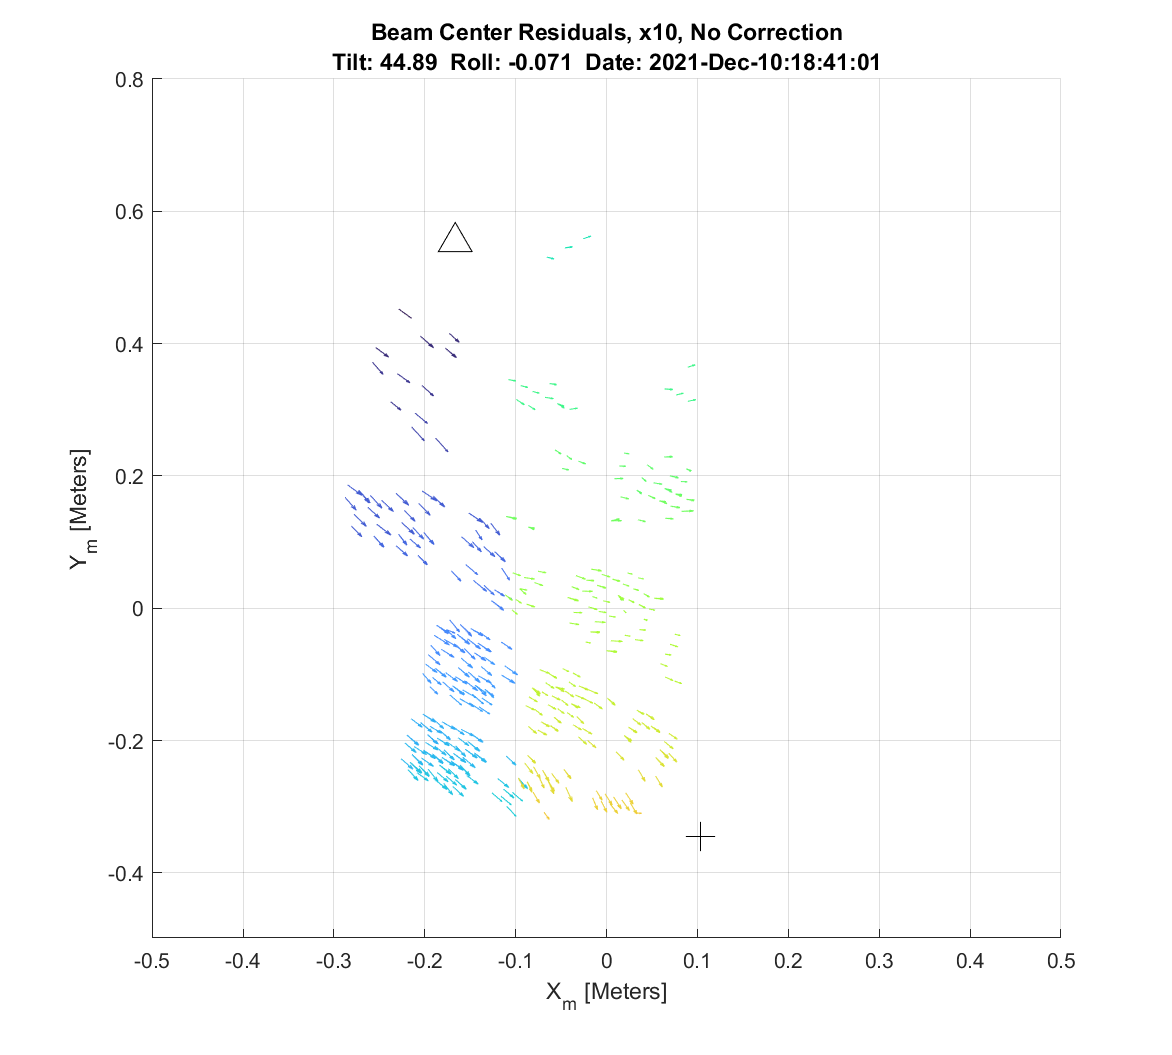 Beam Center Residuals, x10, No Correction
Tilt: 44.89  Roll: -0.071  Date: 2021-Dec-10:18:41:01
0.8
0.6
0.4
0.2
0
-0.2
-0.4
Y_m [Meters]
-0.5 -0.4 -0.3 -0.2 -0.1 0 0.1 0.2 0.3 0.4 0.5
X_m [Meters]